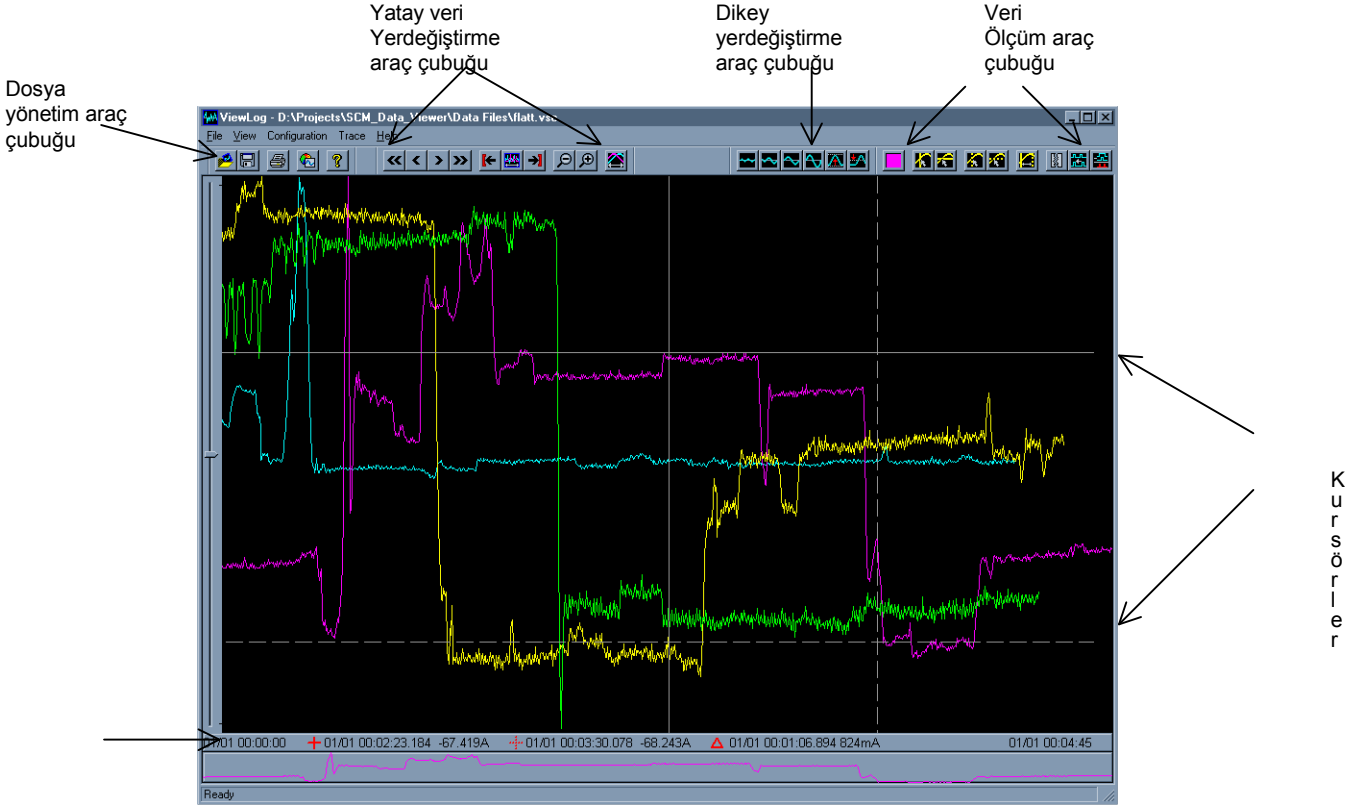 Yatay veri
Yerdeğiştirme
araç çubuğu
Dikey
yerdeğiştirme
araç çubuğu
Veri
Ölçüm araç
çubuğu
Dosya
yönetim araç
çubuğu
ViewLog - D:\Projects\SCM_Data_Viewer\Data Files\flatt.vsc
File View Configuration Trace Help
Kursörler
01/01 00:00:00 01/01 00:02:23.184 -67.419A 01/01 00:03:30.078 -68.243A 01/01 00:01:06.894 824mA 01/01 00:04:45
Ready